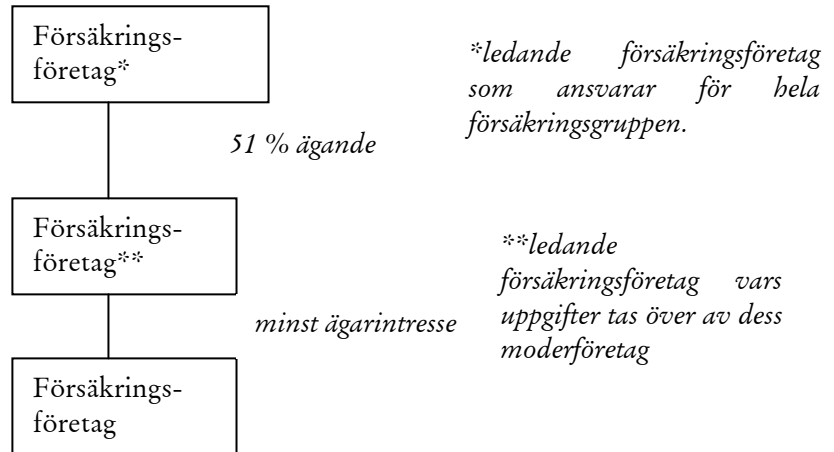 Försäkrings-
företag*
*ledande försäkringsföretag
som ansvarar för hela
försäkringsgruppen.
51 % ägande
Försäkrings-
företag**
**ledande
försäkringsföretag vars
uppgifter tas över av dess
moderföretag
minst ägarintresse
Försäkrings-
företag